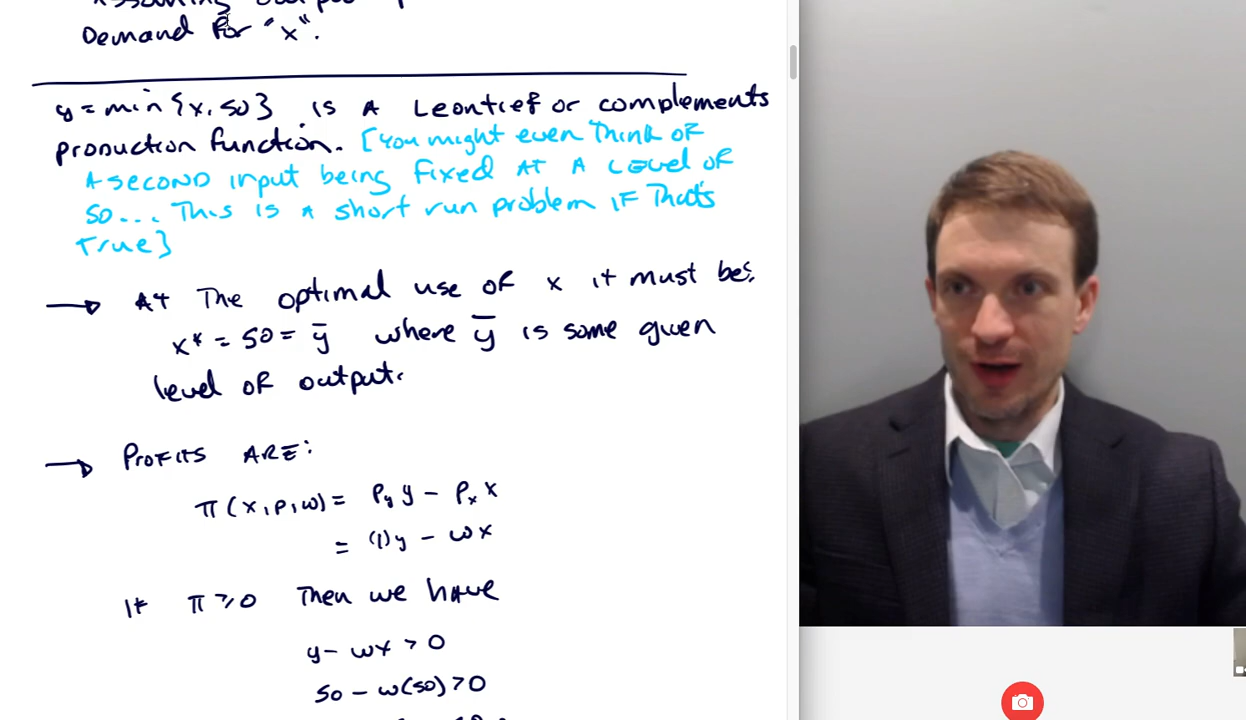 Demand for "x".
y = min {x, 50} is a Leontief or complements
production function. [You might even think of
a second input being fixed at a level of
50... This is a short run problem if that's
true]
→ At the optimal use of x it must be:
x* = 50 = ȳ where ȳ is some given
level of output.
→ Profits are:
π(x, p, w) = Pyy - Pxx
= (1)y - wx
If π ≥ 0 then we have
y - wx > 0
50 - w(50) > 0